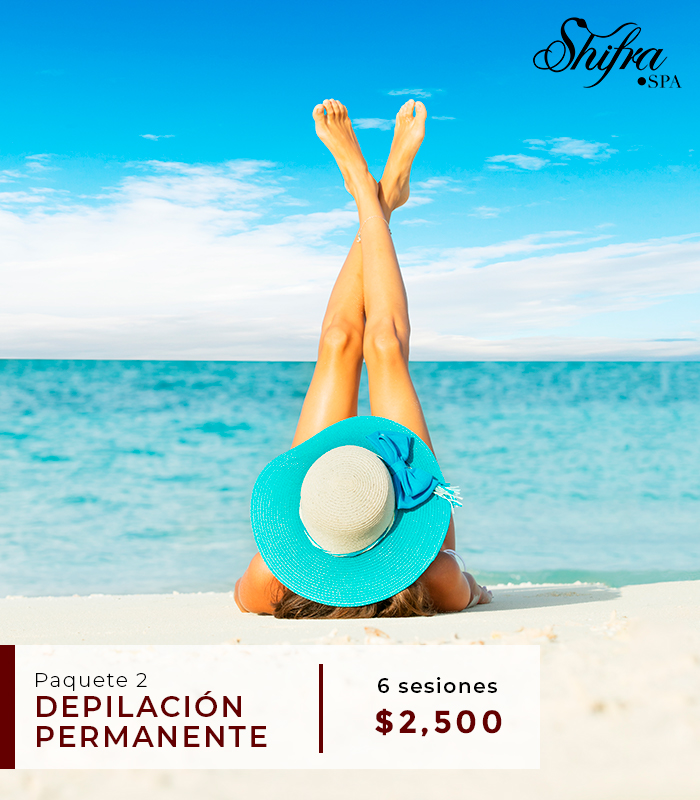 Shifra
•SPA
Paquete 2
DEPILACIÓN
PERMANENTE
6 sesiones
$2,500